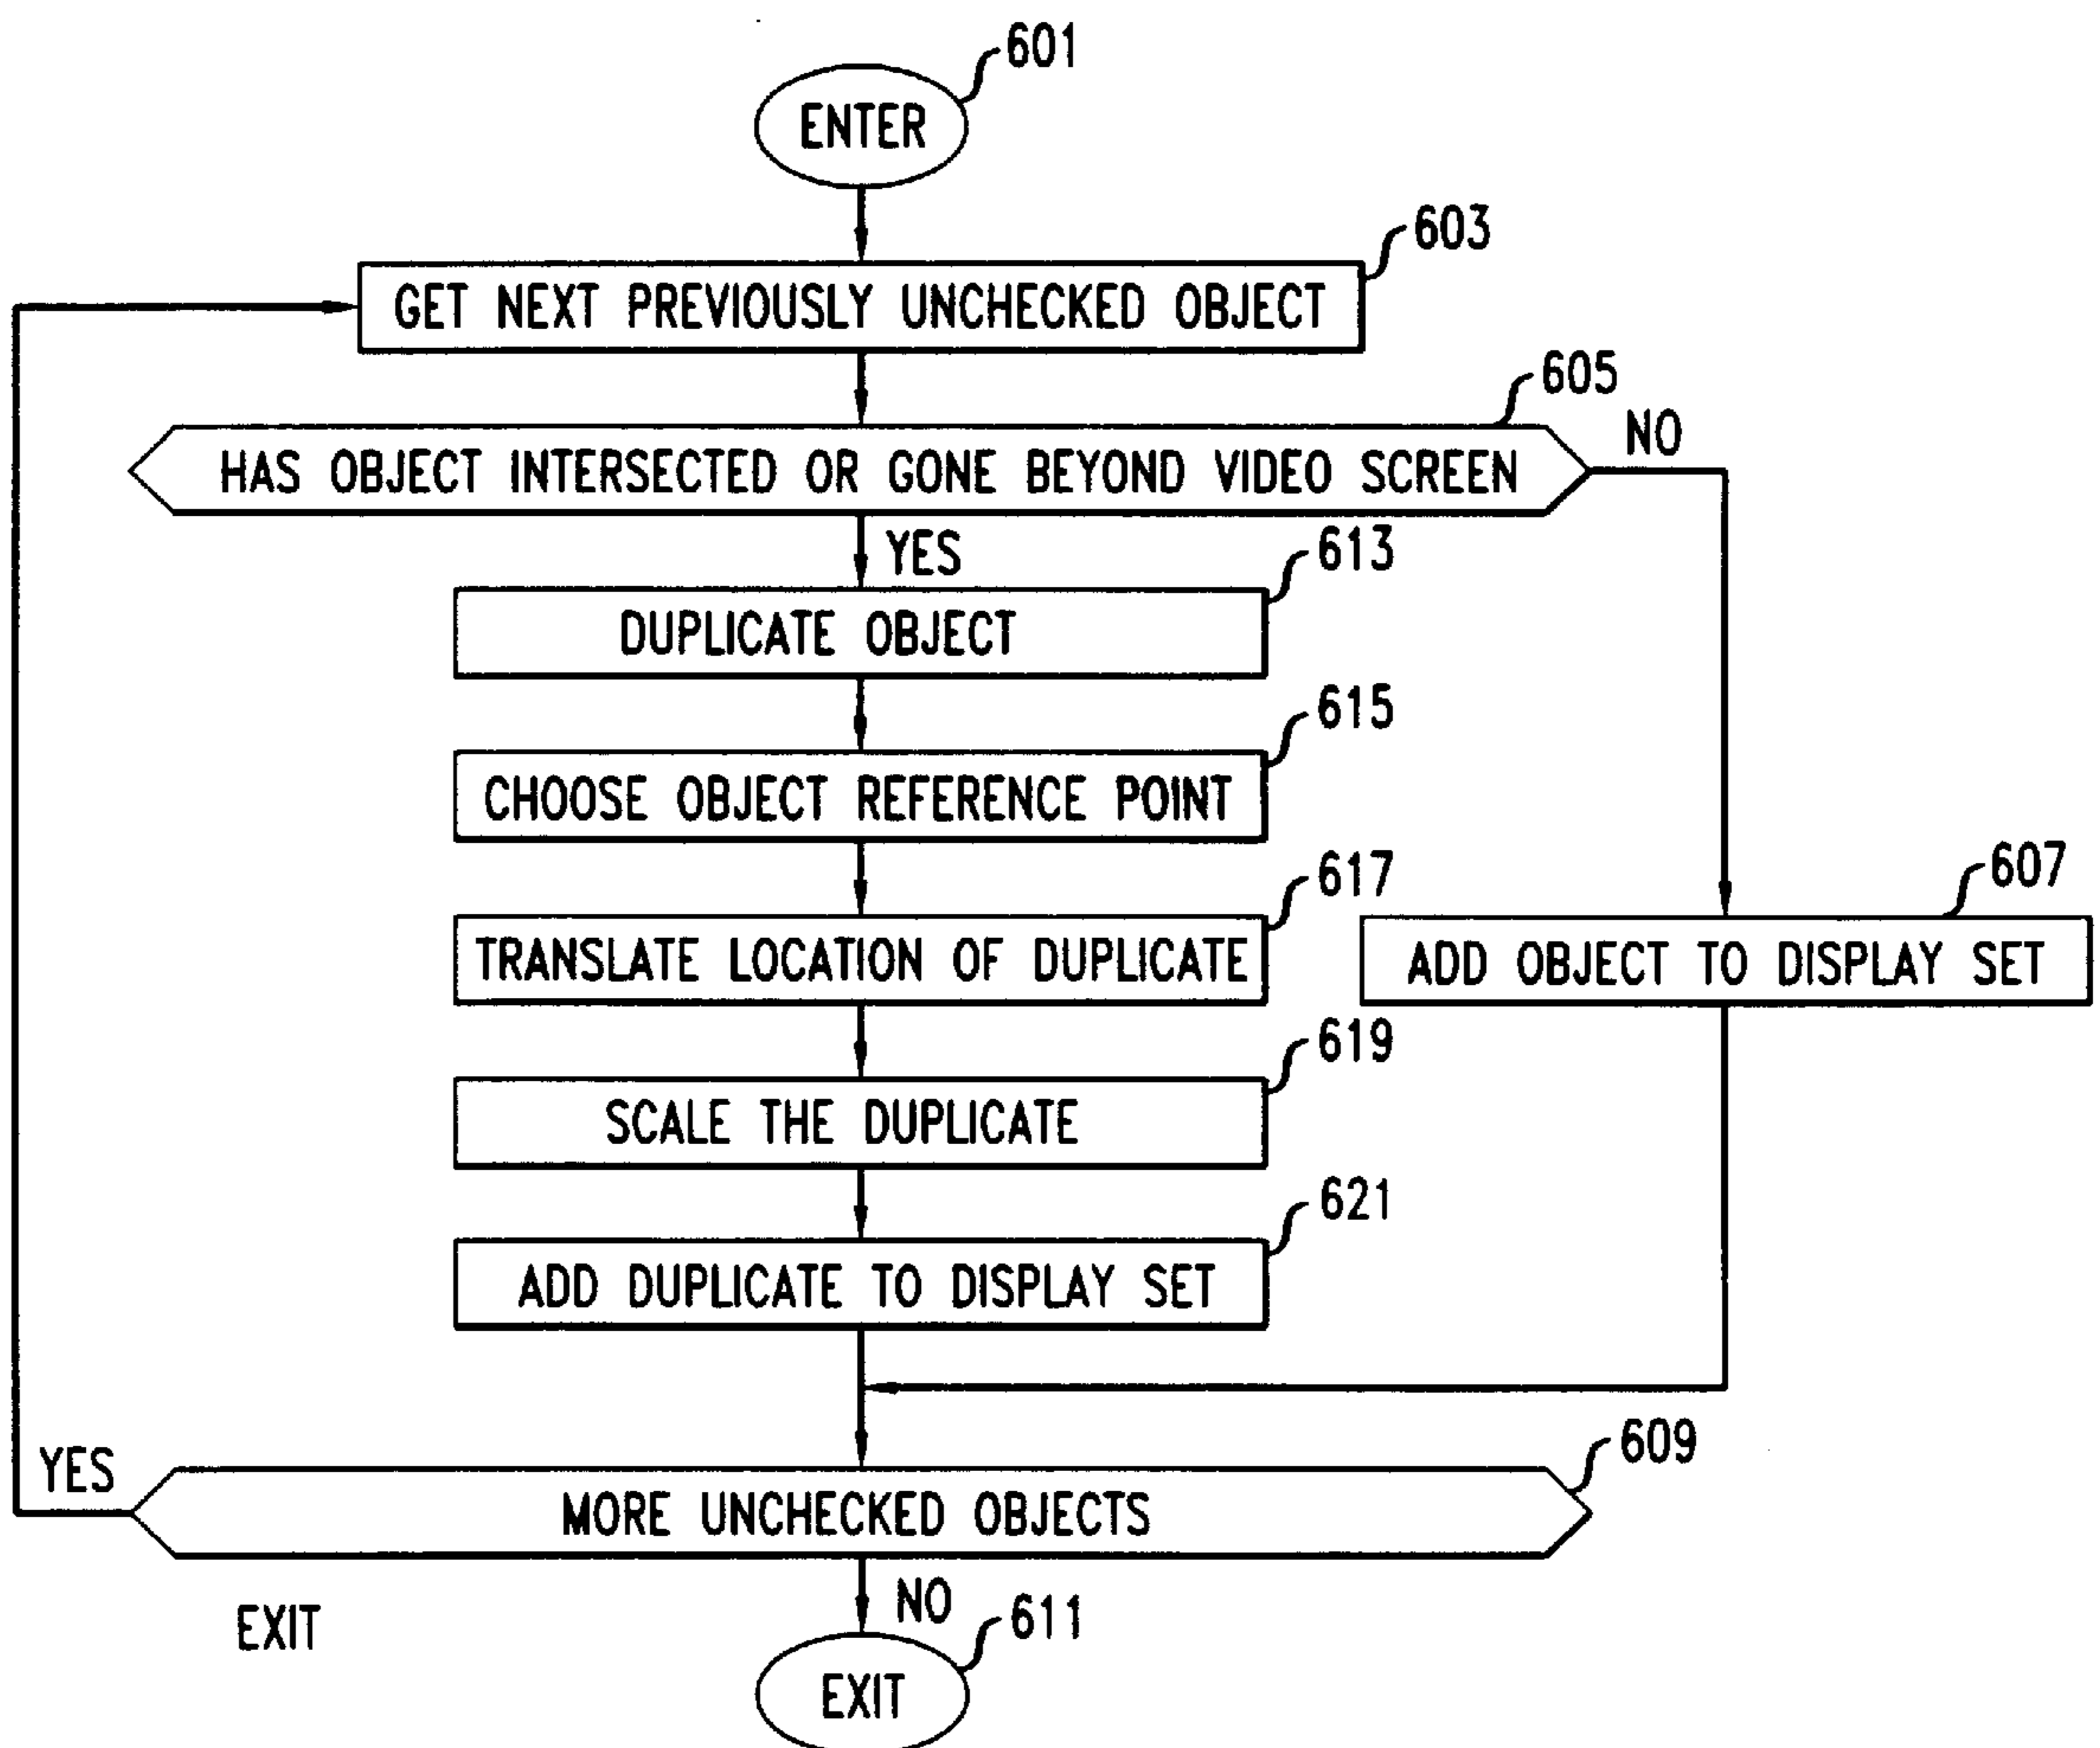 601
ENTER
603
GET NEXT PREVIOUSLY UNCHECKED OBJECT
605
HAS OBJECT INTERSECTED OR GONE BEYOND VIDEO SCREEN
NO
YES
613
DUPLICATE OBJECT
615
CHOOSE OBJECT REFERENCE POINT
617
TRANSLATE LOCATION OF DUPLICATE
607
ADD OBJECT TO DISPLAY SET
619
SCALE THE DUPLICATE
621
ADD DUPLICATE TO DISPLAY SET
609
YES
MORE UNCHECKED OBJECTS
NO
EXIT
611
EXIT